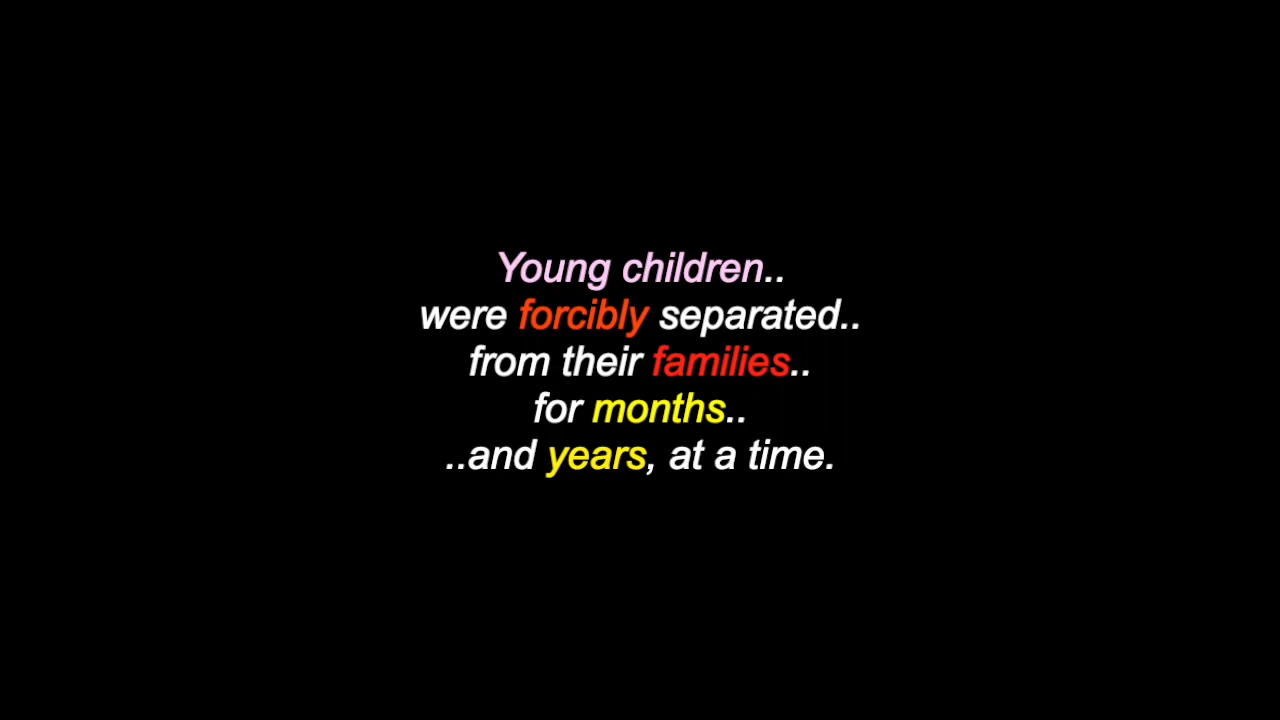 Young children..
were forcibly separated..
from their families..
for months..
..and years, at a time.